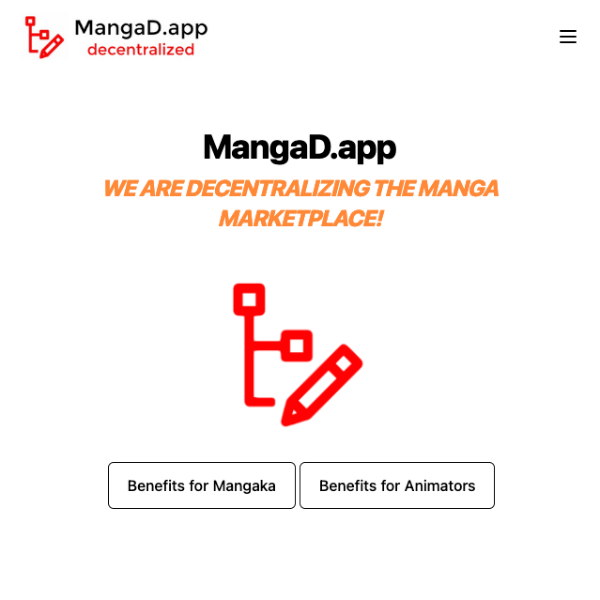 MangaD.app
decentralized
MangaD.app
WE ARE DECENTRALIZING THE MANGA
MARKETPLACE!
Benefits for Mangaka
Benefits for Animators